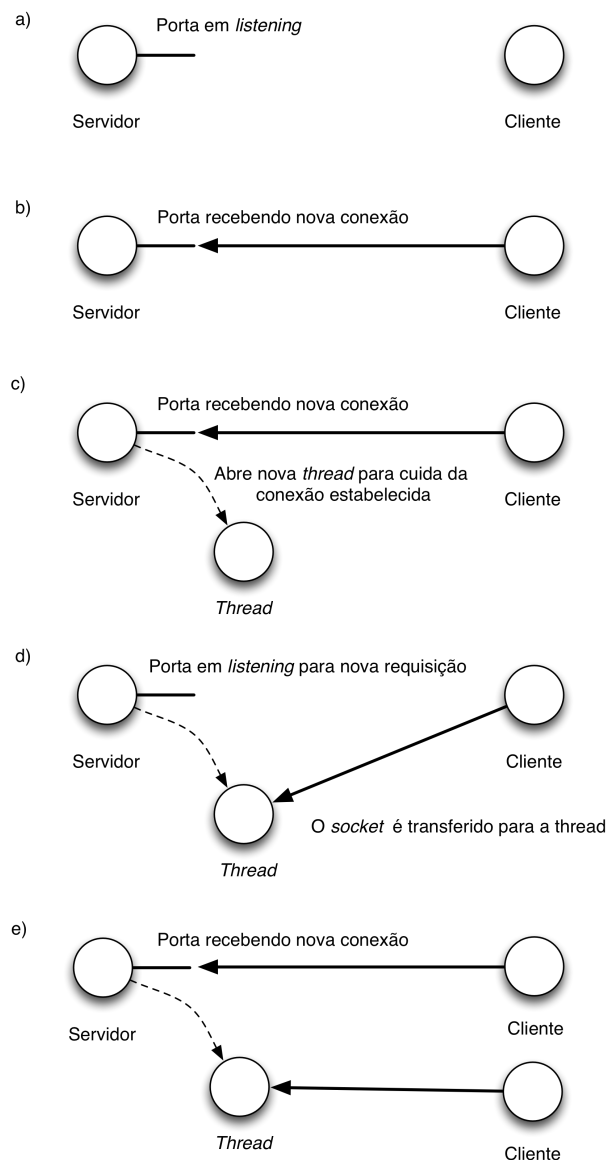 a)
Porta em listening
Servidor
Cliente
b)
Porta recebendo nova conexão
Servidor
Cliente
c)
Porta recebendo nova conexão
Servidor
Abre nova thread para cuida da
conexão estabelecida
Cliente
Thread
d)
Porta em listening para nova requisição
Servidor
Cliente
O socket é transferido para a thread
Thread
e)
Porta recebendo nova conexão
Servidor
Cliente
Thread
Cliente